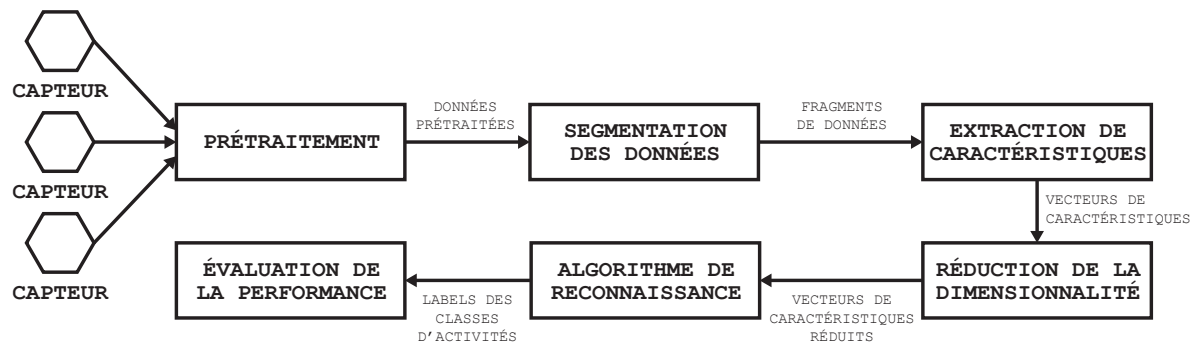 CAPTEUR
CAPTEUR
CAPTEUR
PRÉTRAITEMENT
DONNÉES
PRÉTRAITÉES
SEGMENTATION
DES DONNÉES
FRAGMENTS
DE DONNÉES
EXTRACTION DE
CARACTÉRISTIQUES
VECTEURS DE
CARACTÉRISTIQUES
RÉDUCTION DE LA
DIMENSIONNALITÉ
VECTEURS DE
CARACTÉRISTIQUES
RÉDUITS
ALGORITHME DE
RECONNAISSANCE
LABELS DES
CLASSES
D'ACTIVITÉS
ÉVALUATION DE
LA PERFORMANCE